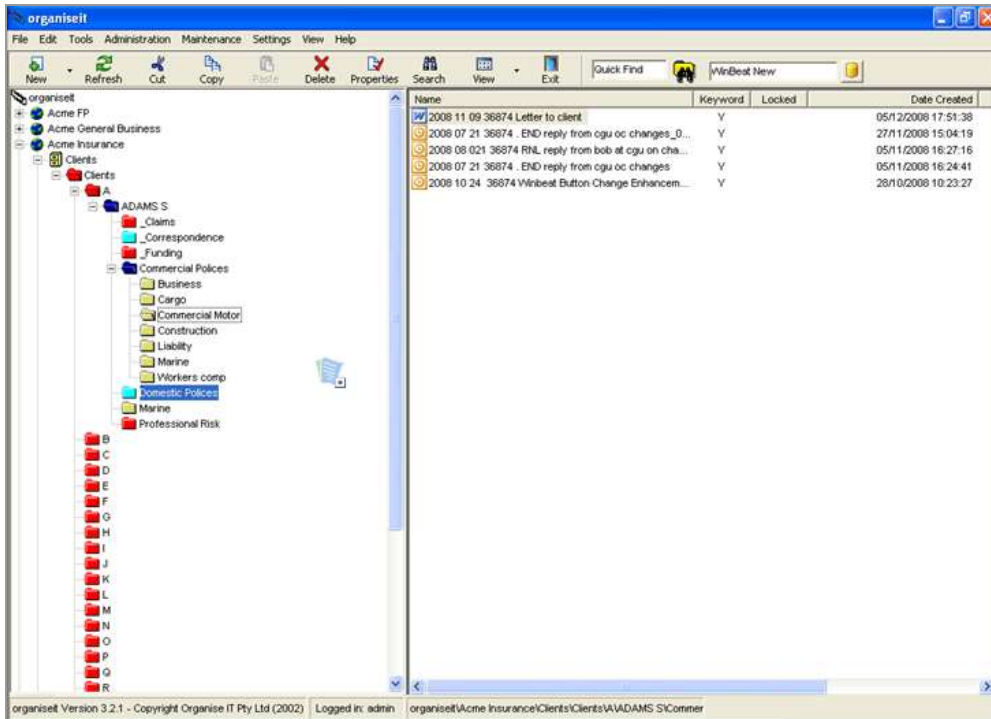 organiseit
File Edit Tools Administration Maintenance Settings View Help
New Refresh Cut Copy Paste Delete Properties Search View Exit Quick Find WinBeat New
organiseit
Acme FP
Acme General Business
Acme Insurance
Clients
Clients
A
ADAMS S
_Claims
_Correspondence
_Funding
Commercial Polices
Business
Cargo
Commercial Motor
Construction
Liability
Marine
Workers comp
Domestic Polices
Marine
Professional Risk
B
C
D
E
F
G
H
I
J
K
L
M
N
O
P
Q
R
Name Keyword Locked Date Created
2008 11 09 36874 Letter to client Y 05/12/2008 17:51:38
2008 07 21 36874 . END reply from cgu oc changes_0... Y 27/11/2008 15:04:19
2008 08 021 36874 RNL reply from bob at cgu on cha... Y 05/11/2008 16:27:16
2008 07 21 36874 . END reply from cgu oc changes Y 05/11/2008 16:24:41
2008 10 24 36874 Winbeat Button Change Enhancem... Y 28/10/2008 10:23:27
organiseit Version 3.2.1 - Copyright Organise IT Pty Ltd (2002) Logged in: admin organiseit\Acme Insurance\Clients\Clients\A\ADAMS S\Commer